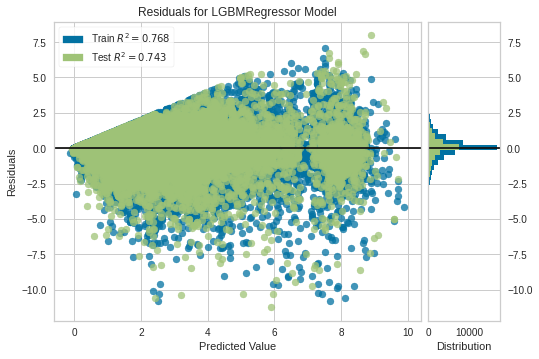 Residuals for LGBMRegressor Model
Train R² = 0.768
Test R² = 0.743
7.5
5.0
2.5
0.0
−2.5
−5.0
−7.5
−10.0
Residuals
0 2 4 6 8 10
Predicted Value
7.5
5.0
2.5
0.0
−2.5
−5.0
−7.5
−10.0
0 10000
Distribution